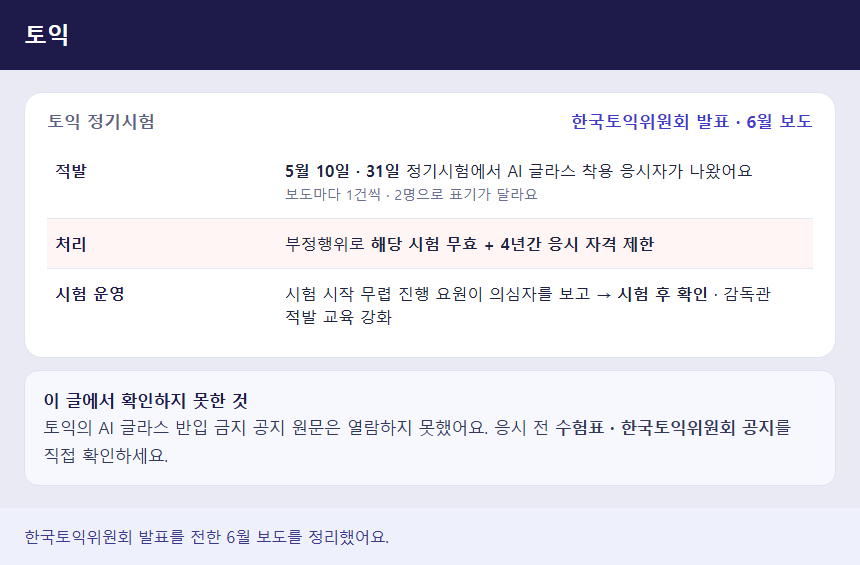 토익
토익 정기시험
한국토익위원회 발표 · 6월 보도
적발
5월 10일 · 31일 정기시험에서 AI 글라스 착용 응시자가 나왔어요
보도마다 1건씩 · 2명으로 표기가 달라요
처리
부정행위로 해당 시험 무효 + 4년간 응시 자격 제한
시험 운영
시험 시작 무렵 진행 요원이 의심자를 보고 → 시험 후 확인 · 감독관
적발 교육 강화
이 글에서 확인하지 못한 것
토익의 AI 글라스 반입 금지 공지 원문은 열람하지 못했어요. 응시 전 수험표 · 한국토익위원회 공지를
직접 확인하세요.
한국토익위원회 발표를 전한 6월 보도를 정리했어요.